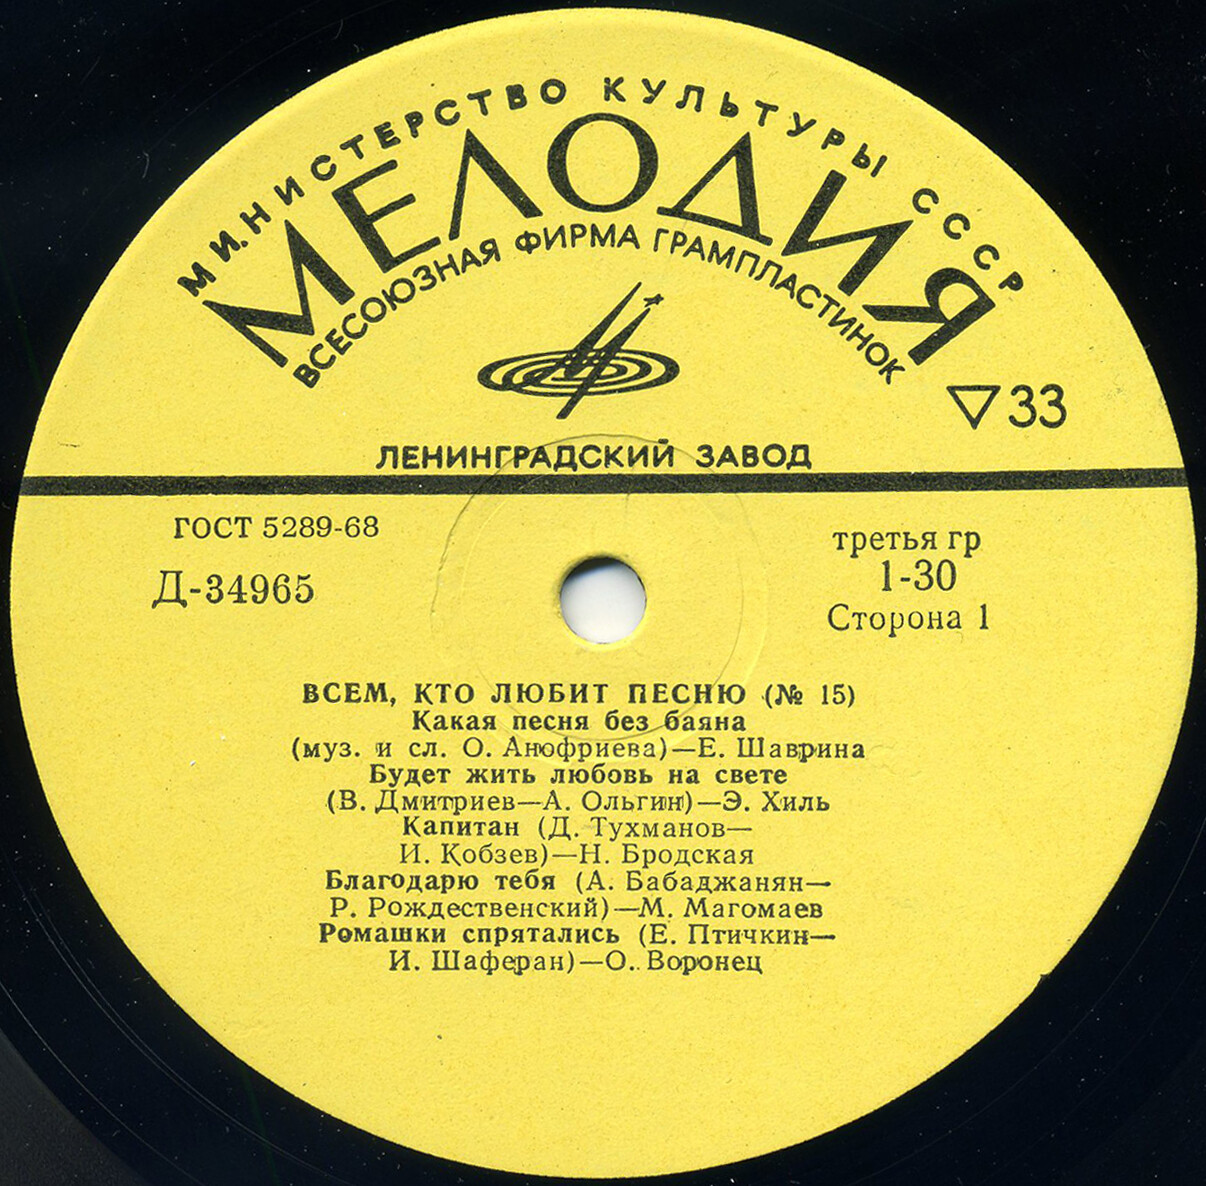 МИНИСТЕРСТВО КУЛЬТУРЫ СССР
МЕЛОДИЯ
ВСЕСОЮЗНАЯ ФИРМА ГРАМПЛАСТИНОК
33
ЛЕНИНГРАДСКИЙ ЗАВОД
ГОСТ 5289-68
третья гр
Д-34965
1-30
Сторона 1
ВСЕМ, КТО ЛЮБИТ ПЕСНЮ (№ 15)
Какая песня без баяна
(муз. и сл. О. Анофриева)—Е. Шаврина
Будет жить любовь на свете
(В. Дмитриев—А. Ольгин)—Э. Хиль
Капитан (Д. Тухманов—
И. Кобзев)—Н. Бродская
Благодарю тебя (А. Бабаджанян—
Р. Рождественский)—М. Магомаев
Ромашки спрятались (Е. Птичкин—
И. Шаферан)—О. Воронец